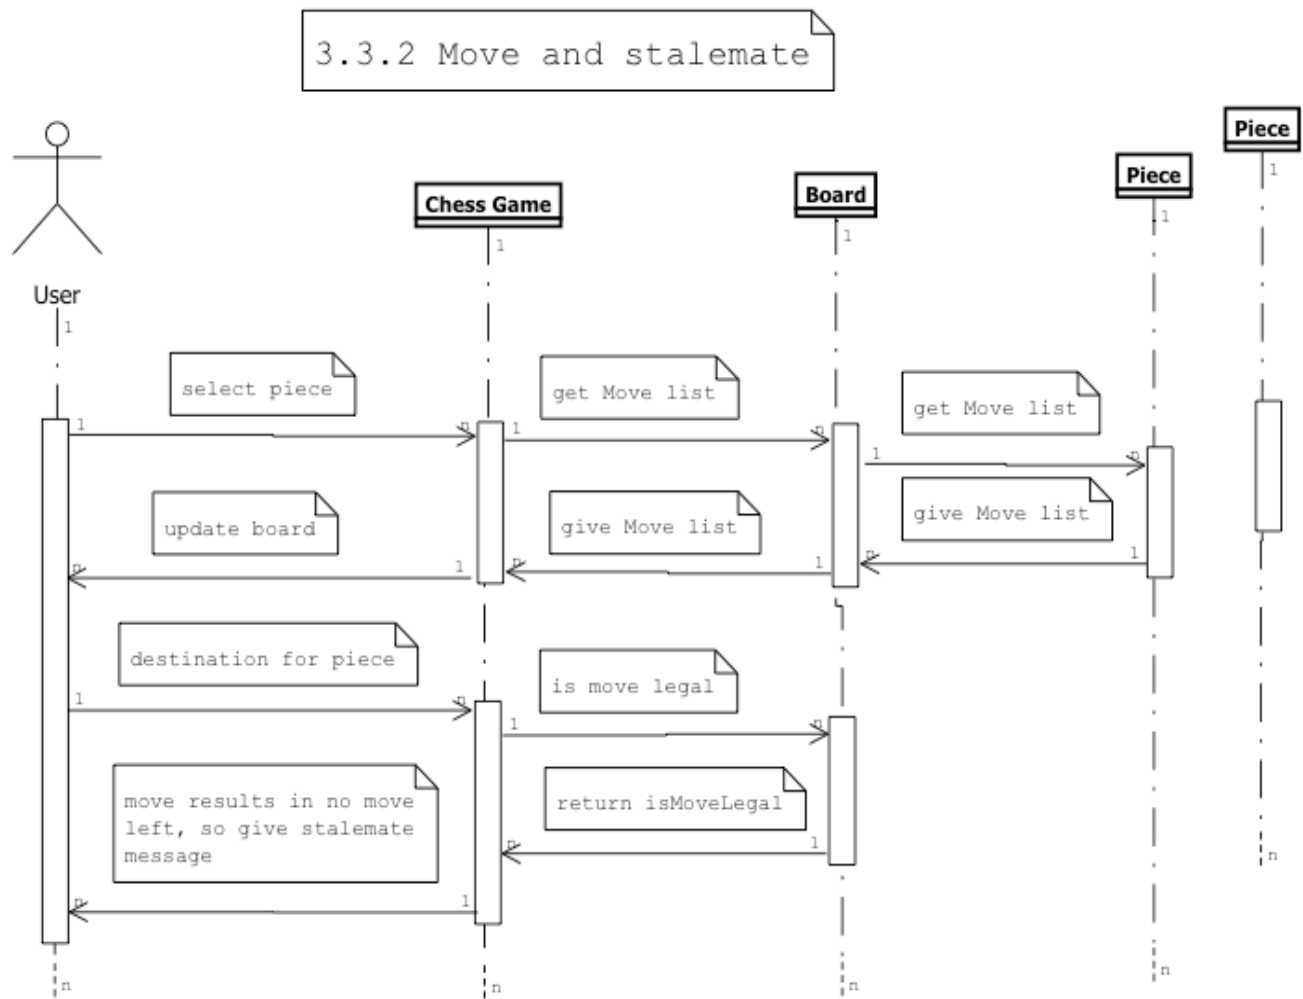 3.3.2 Move and stalemate
Piece
1
Piece
1
Board
1
Chess Game
1
User
1
select piece
get Move list
get Move list
1
n
1
n
1
n
update board
give Move list
give Move list
n
1
n
1
n
1
destination for piece
is move legal
1
n
1
n
move results in no move
left, so give stalemate
message
return isMoveLegal
n
1
n
1
n
n
n
n
n